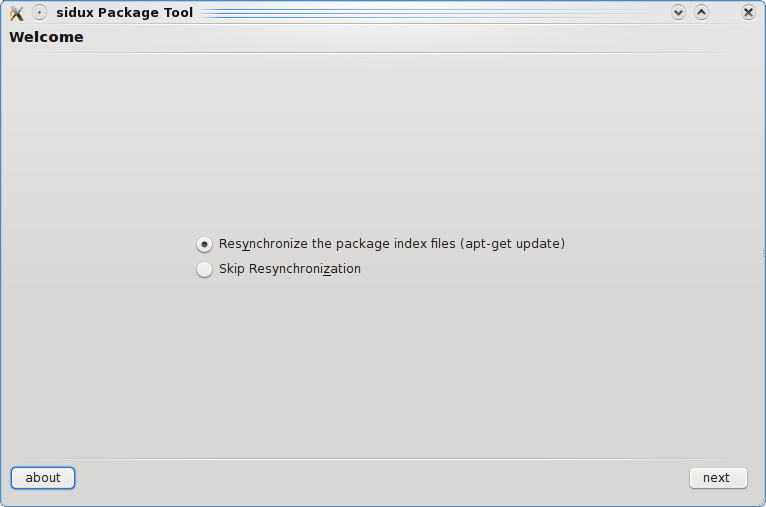 sidux Package Tool
Welcome
Resynchronize the package index files (apt-get update)
Skip Resynchronization
about
next